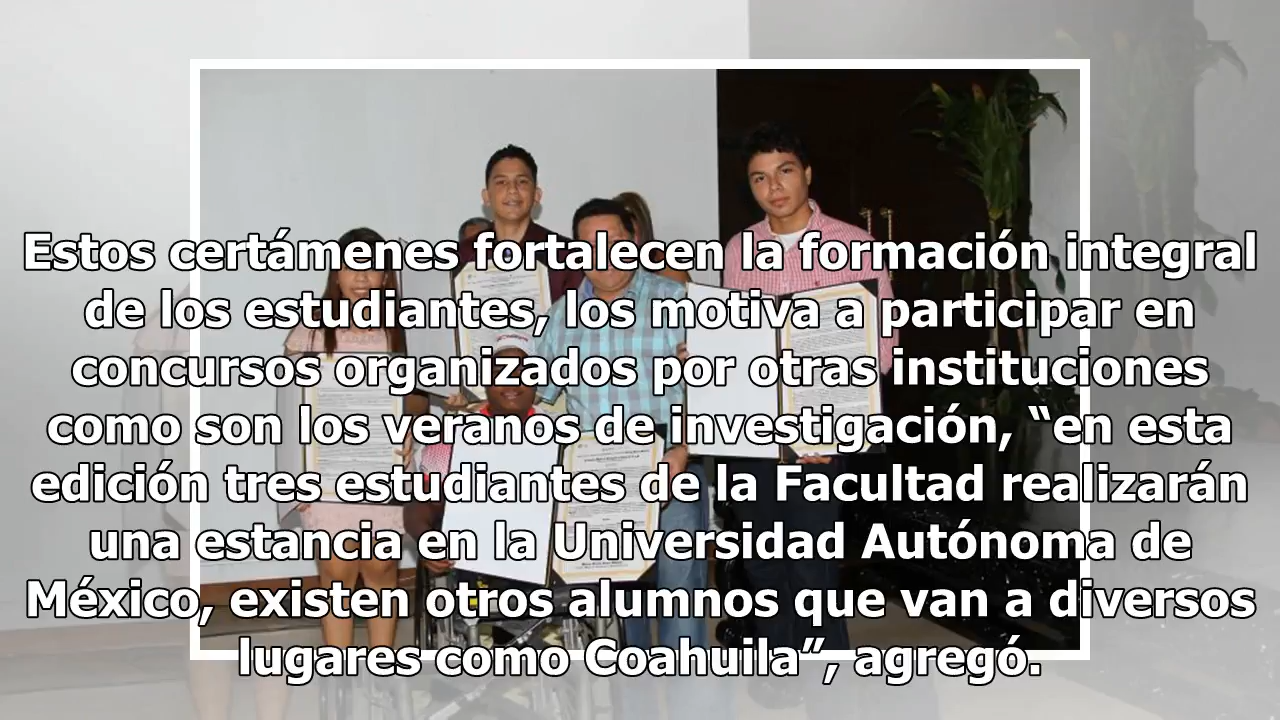 Estos certámenes fortalecen la formación integral
de los estudiantes, los motiva a participar en
concursos organizados por otras instituciones
como son los veranos de investigación, “en esta
edición tres estudiantes de la Facultad realizarán
una estancia en la Universidad Autónoma de
México, existen otros alumnos que van a diversos
lugares como Coahuila”, agregó.